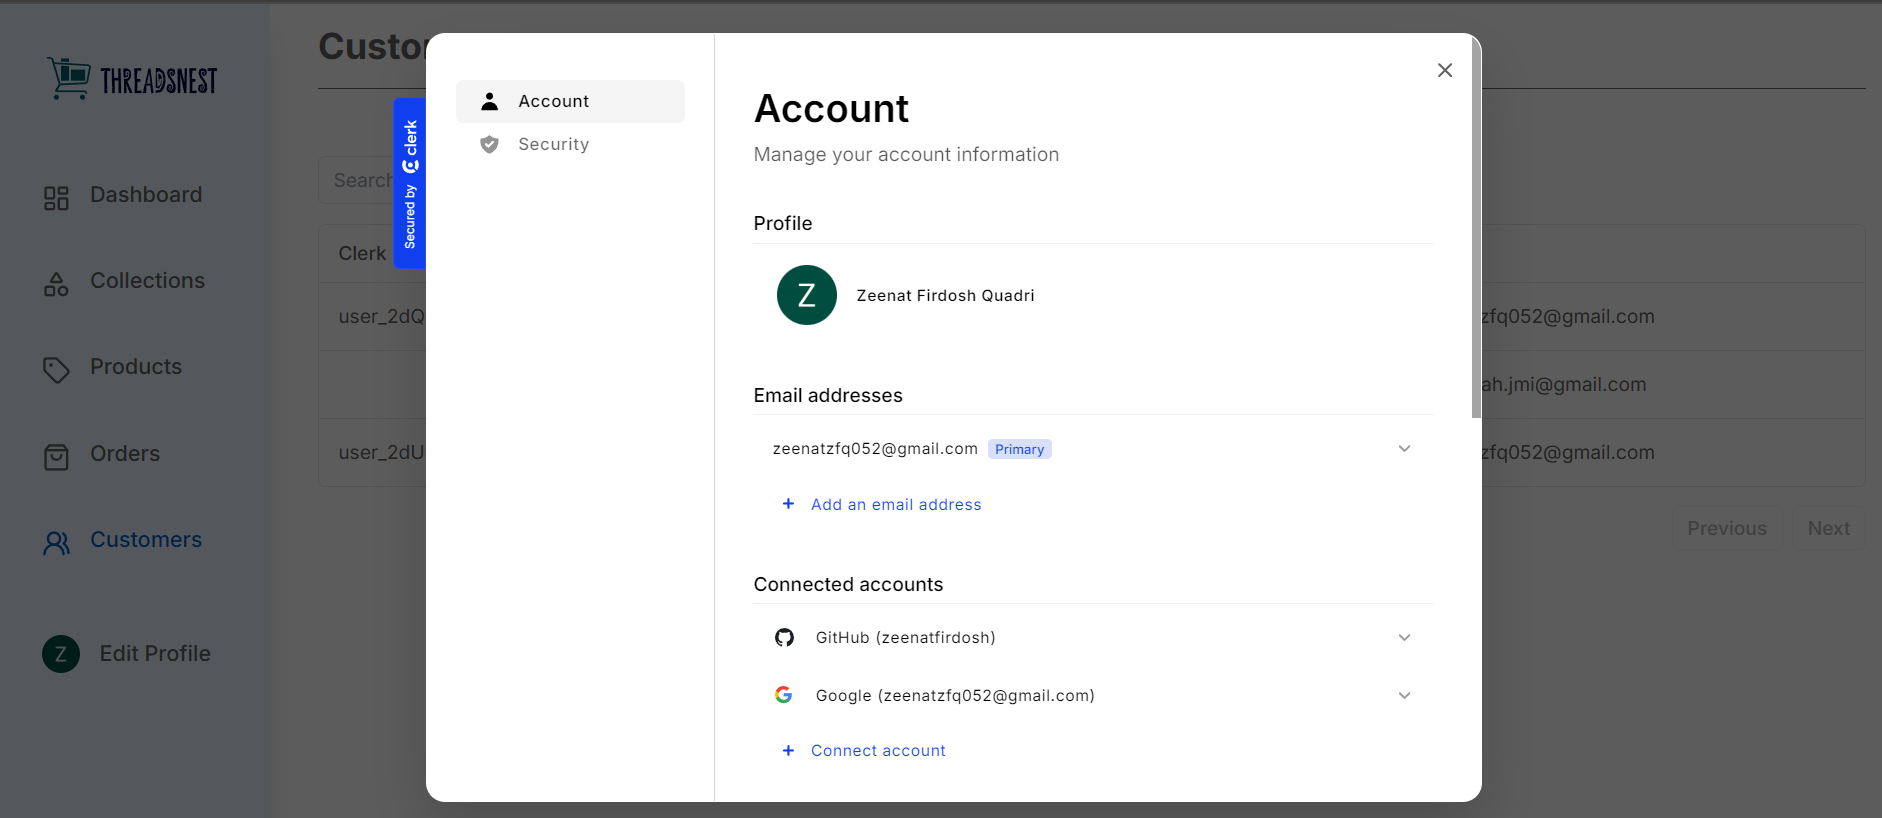 THREADSNEST
Dashboard
Collections
Products
Orders
Customers
Z
Edit Profile
Custo
Search
Clerk
user_2dQ
user_2dU
zfq052@gmail.com
ah.jmi@gmail.com
zfq052@gmail.com
Previous
Next
Secured by clerk
Account
Security
Account
Manage your account information
Profile
Z
Zeenat Firdosh Quadri
Email addresses
zeenatzfq052@gmail.com Primary
+ Add an email address
Connected accounts
GitHub (zeenatfirdosh)
Google (zeenatzfq052@gmail.com)
+ Connect account